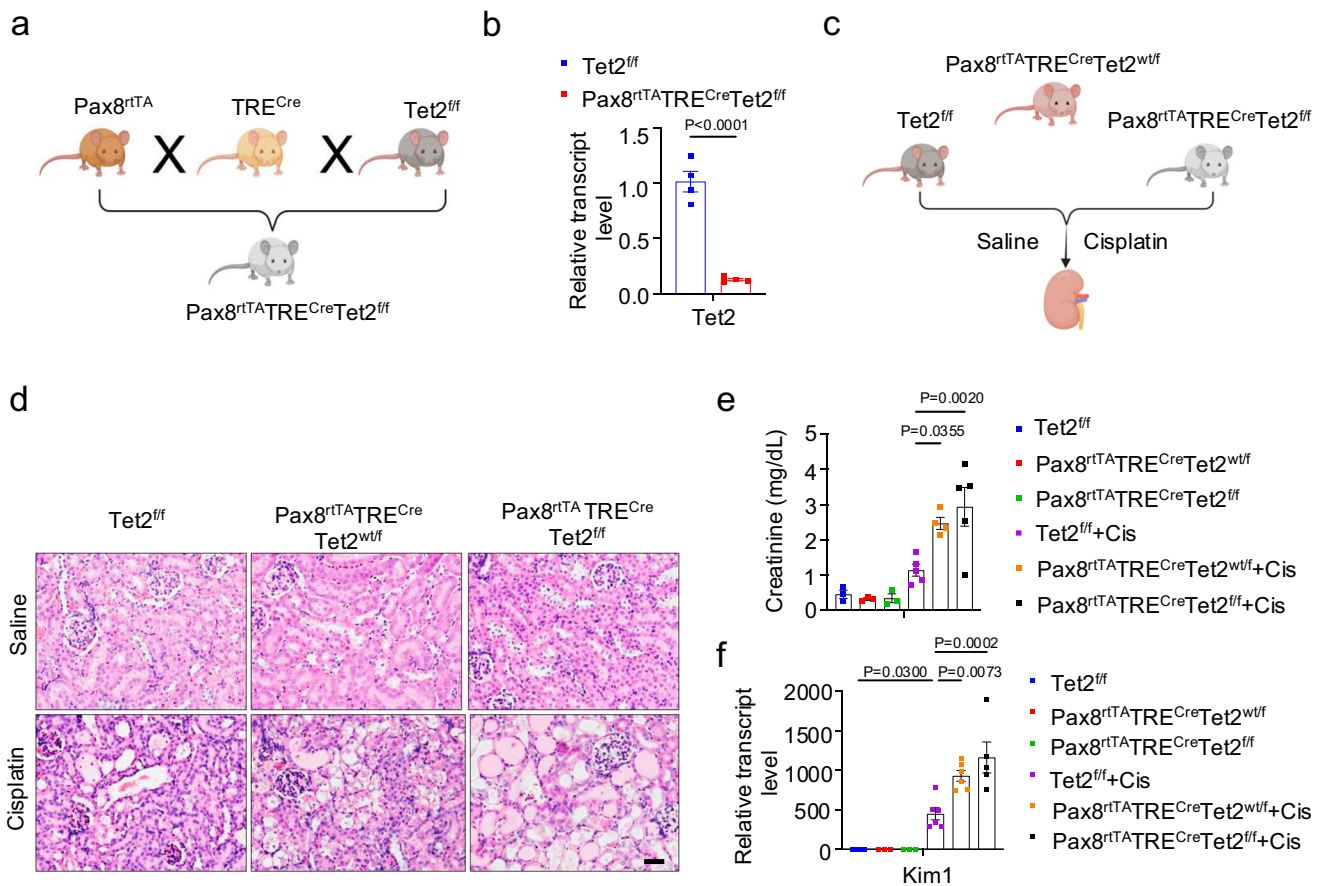 a
Pax8rtTA
TRECre
Tet2f/f
X
X
Pax8rtTATRECreTet2f/f
b
Tet2f/f
Pax8rtTATRECreTet2f/f
P<0.0001
Relative transcript
level
1.5
1.0
0.5
0.0
Tet2
c
Pax8rtTATRECreTet2wt/f
Tet2f/f
Pax8rtTATRECreTet2f/f
Saline
Cisplatin
d
Tet2f/f
Pax8rtTATRECre
Tet2wt/f
Pax8rtTA TRECre
Tet2f/f
Saline
Cisplatin
e
P=0.0020
P=0.0355
Creatinine (mg/dL)
5
4
3
2
1
0
Tet2f/f
Pax8rtTATRECreTet2wt/f
Pax8rtTATRECreTet2f/f
Tet2f/f+Cis
Pax8rtTATRECreTet2wt/f+Cis
Pax8rtTATRECreTet2f/f+Cis
f
P=0.0002
P=0.0300
P=0.0073
Relative transcript
level
2000
1500
1000
500
0
Kim1
Tet2f/f
Pax8rtTATRECreTet2wt/f
Pax8rtTATRECreTet2f/f
Tet2f/f+Cis
Pax8rtTATRECreTet2wt/f+Cis
Pax8rtTATRECreTet2f/f+Cis